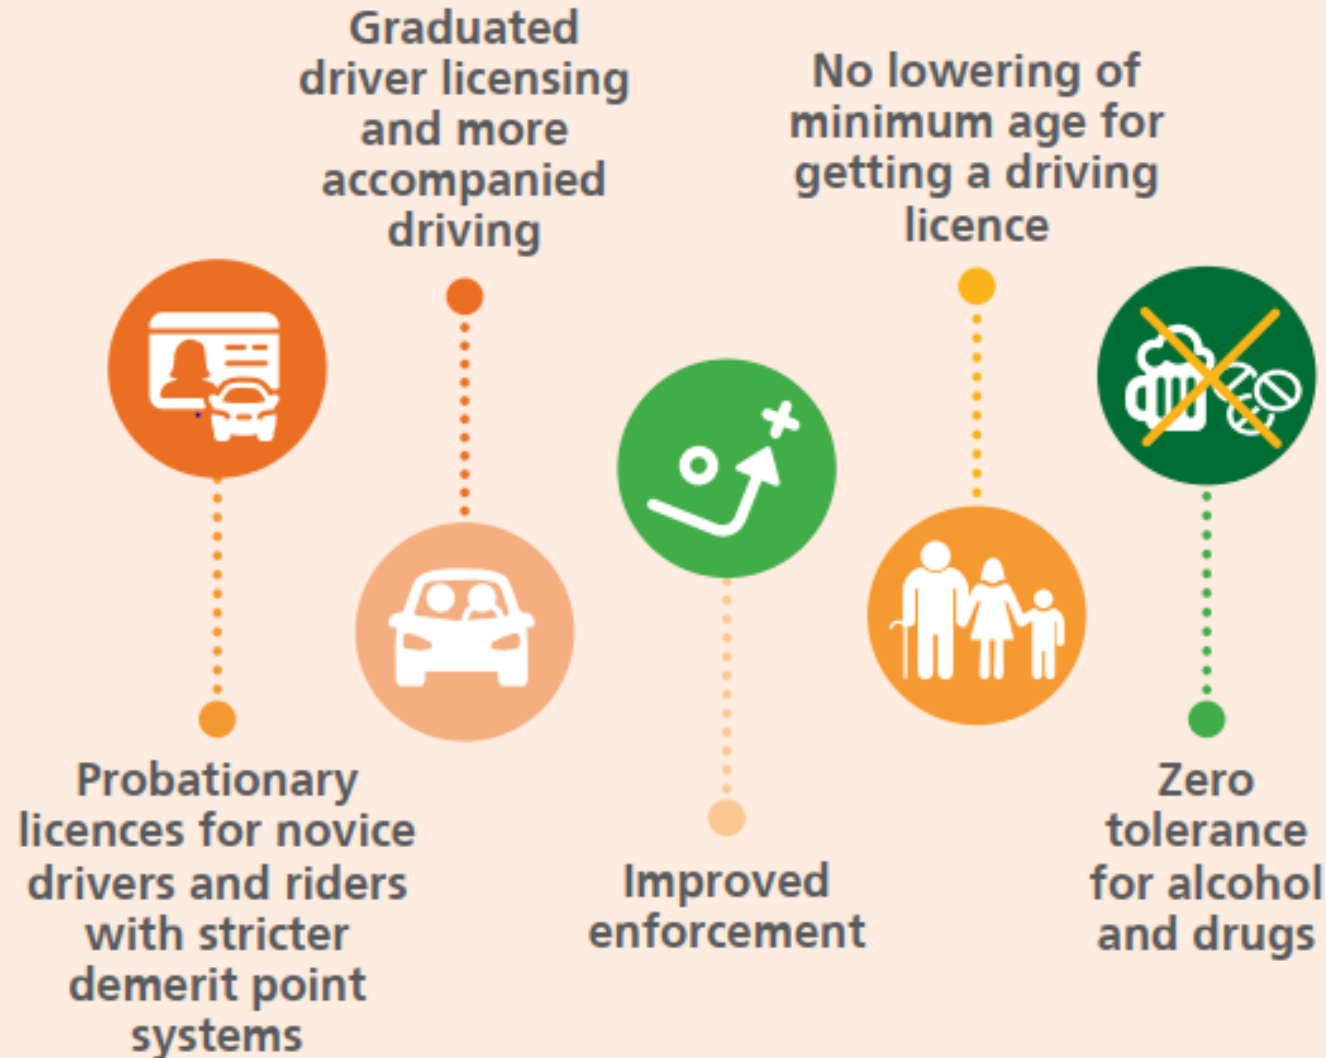 Graduated
driver licensing
and more
accompanied
driving
No lowering of
minimum age for
getting a driving
licence
Probationary
licences for novice
drivers and riders
with stricter
demerit point
systems
Improved
enforcement
Zero
tolerance
for alcohol
and drugs